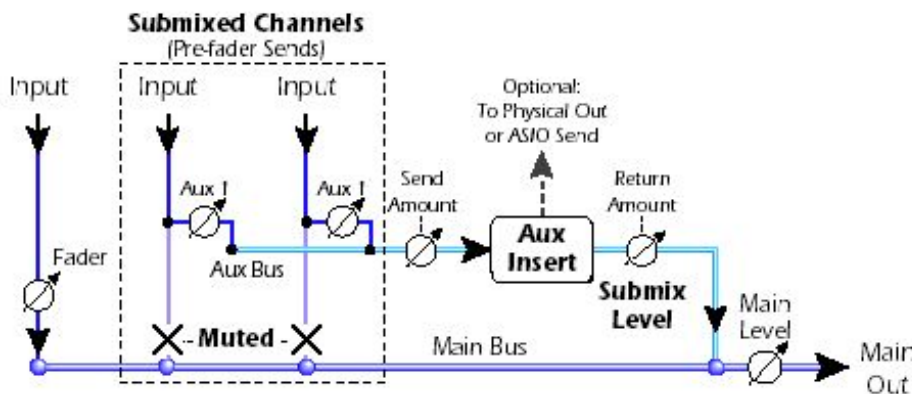 Submixed Channels
(Pre-fader Sends)
Input
Input
Input
Optional:
To Physical Out
or ASIO Send
Aux 1
Aux 1
Send
Amount
Return
Amount
Fader
Aux Bus
Aux
Insert
Submix
Level
Main
Level
Muted
Main Bus
Main
Out